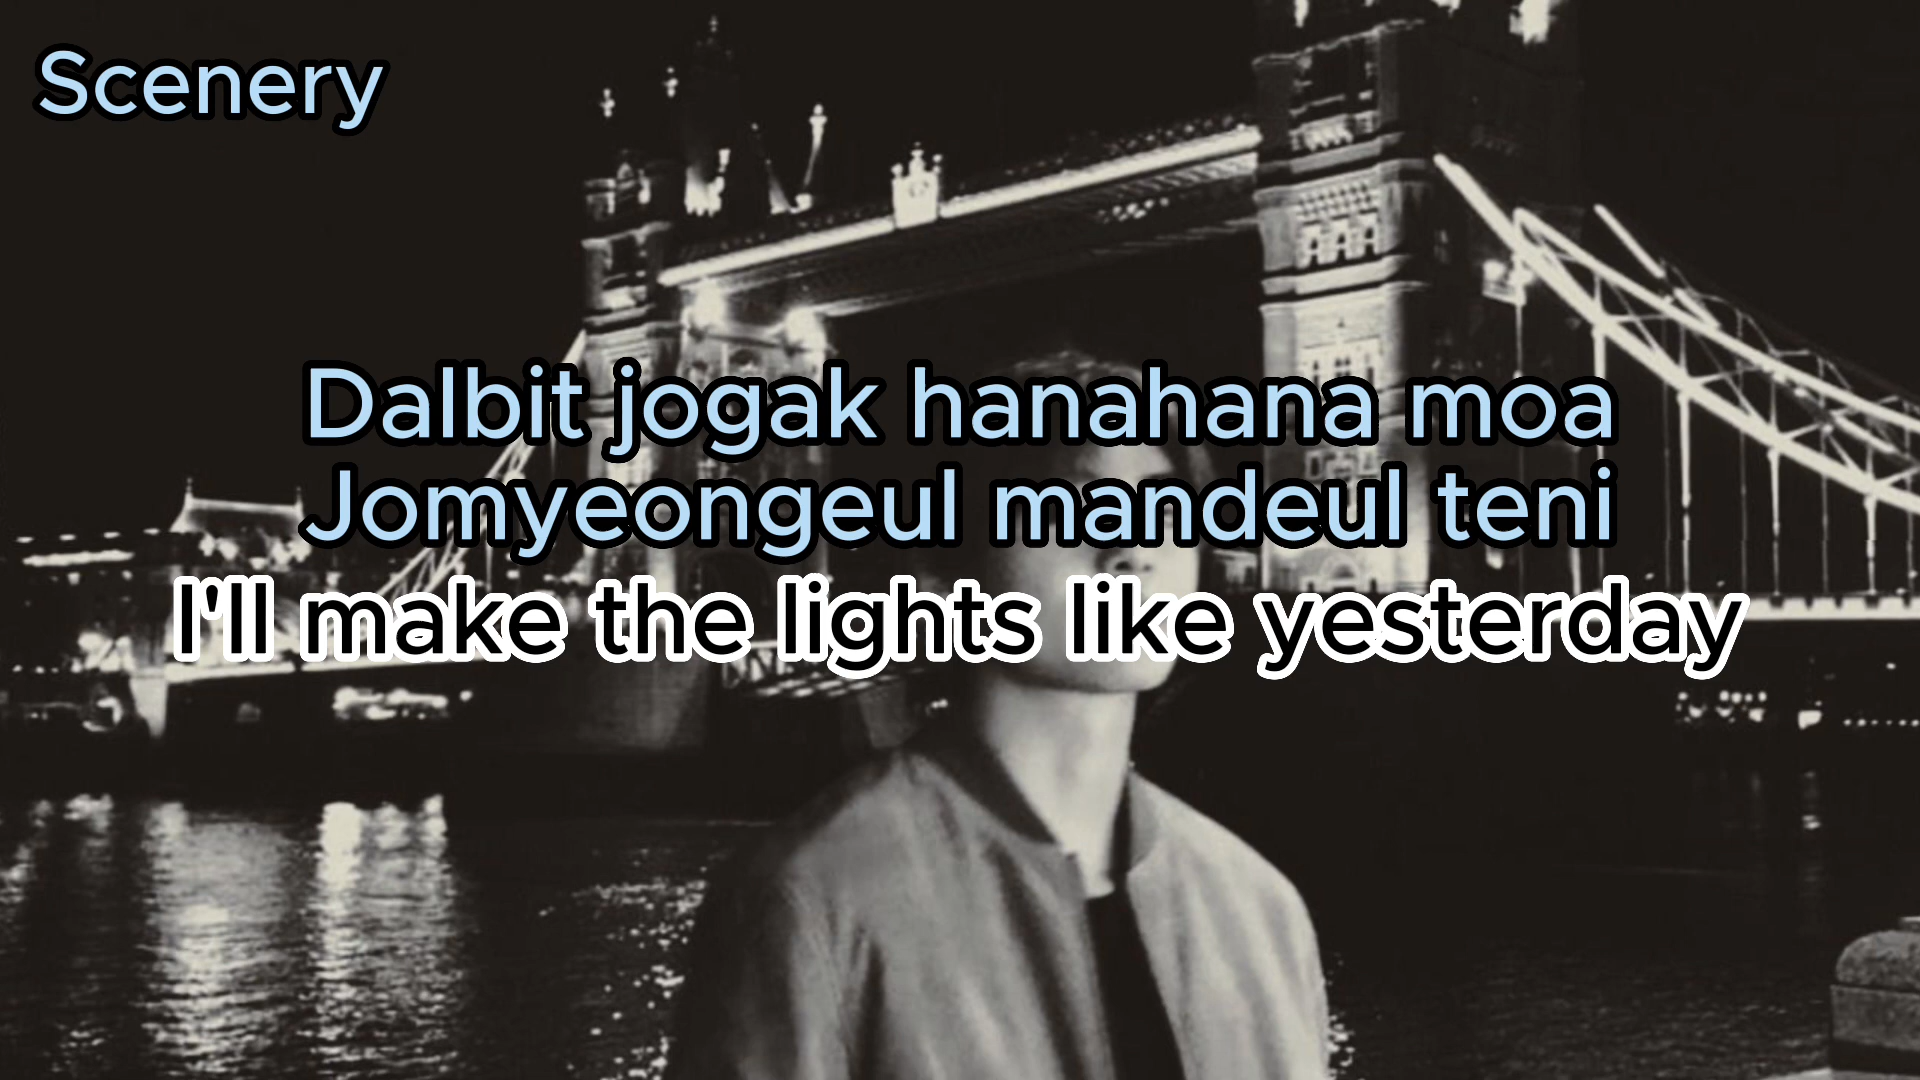 Scenery
Dalbit jogak hanahana moa
Jomyeongeul mandeul teni
I'll make the lights like yesterday